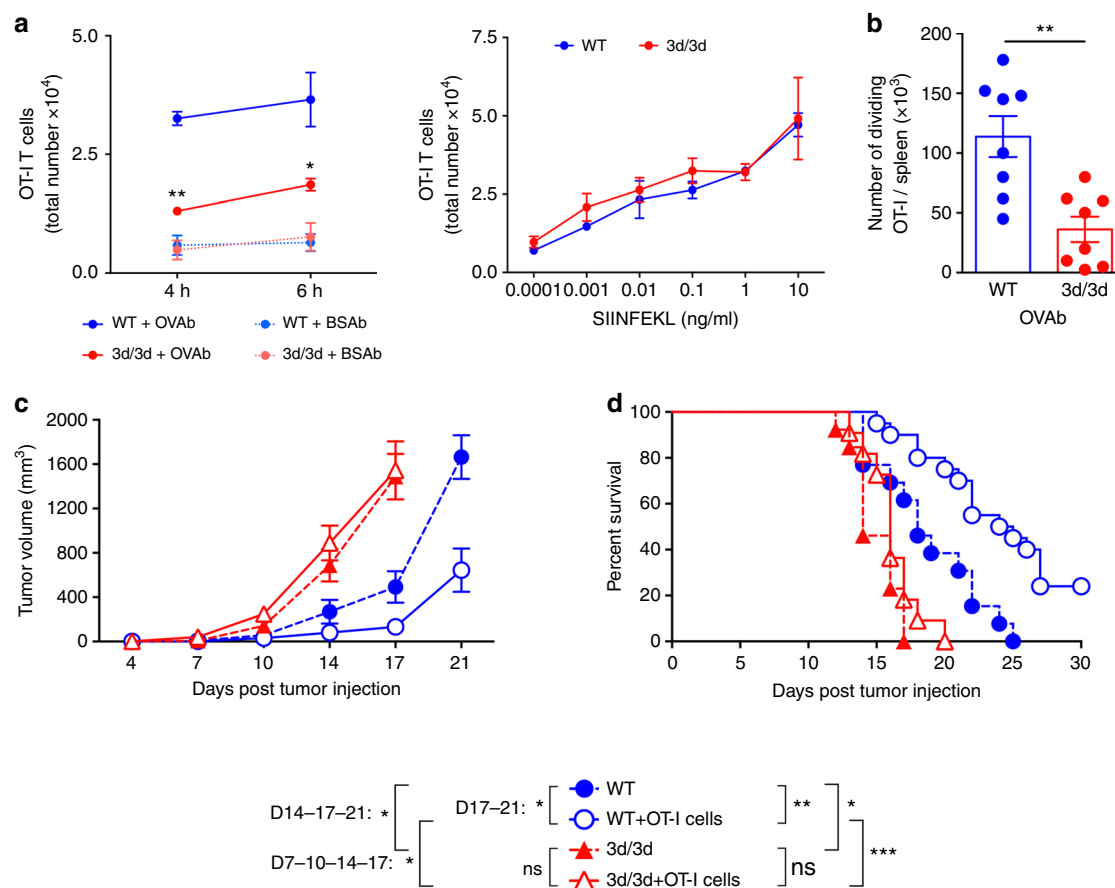 a
OT-I T cells
(total number ×10⁴)
5.0
2.5
0.0
**
*
4 h
6 h
WT + OVAb
WT + BSAb
3d/3d + OVAb
3d/3d + BSAb
OT-I T cells
(total number ×10⁴)
7.5
5.0
2.5
0.0
WT
3d/3d
0.0001
0.001
0.01
0.1
1
10
SIINFEKL (ng/ml)
b
Number of dividing
OT-I / spleen (×10³)
200
150
100
50
0
**
WT
3d/3d
OVAb
c
Tumor volume (mm³)
2000
1600
1200
800
400
0
4
7
10
14
17
21
Days post tumor injection
d
Percent survival
100
80
60
40
20
0
0
5
10
15
20
25
30
Days post tumor injection
D14–17–21: *
D7–10–14–17: *
D17–21: *
ns
WT
WT+OT-I cells
3d/3d
3d/3d+OT-I cells
**
ns
*
***